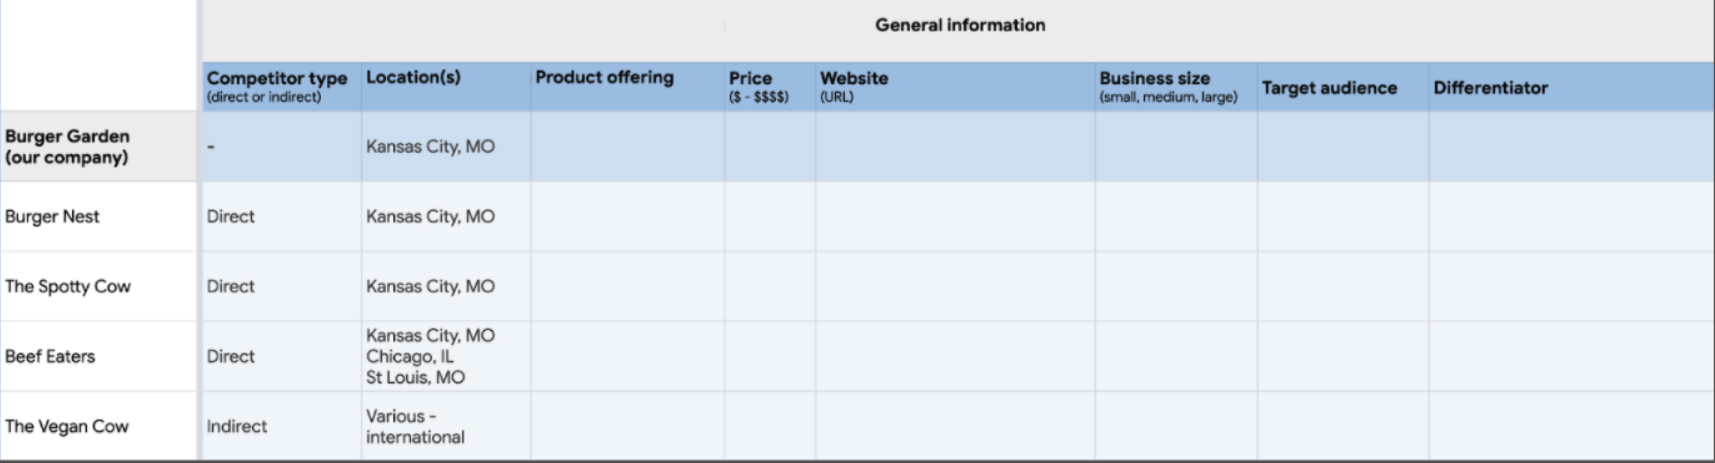 General information
Competitor type
(direct or indirect)
Location(s)
Product offering
Price
($ - $$$$)
Website
(URL)
Business size
(small, medium, large)
Target audience
Differentiator
Burger Garden
(our company)
-
Kansas City, MO
Burger Nest
Direct
Kansas City, MO
The Spotty Cow
Direct
Kansas City, MO
Beef Eaters
Direct
Kansas City, MO
Chicago, IL
St Louis, MO
The Vegan Cow
Indirect
Various -
international